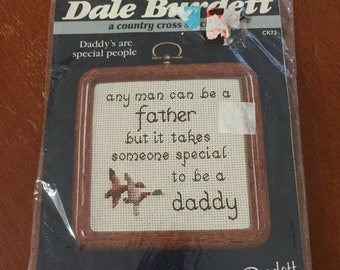 Dale Burdett
a country cross
CK73
Daddy's are
special people
any man can be a
father
but it takes
someone special
to be a
daddy